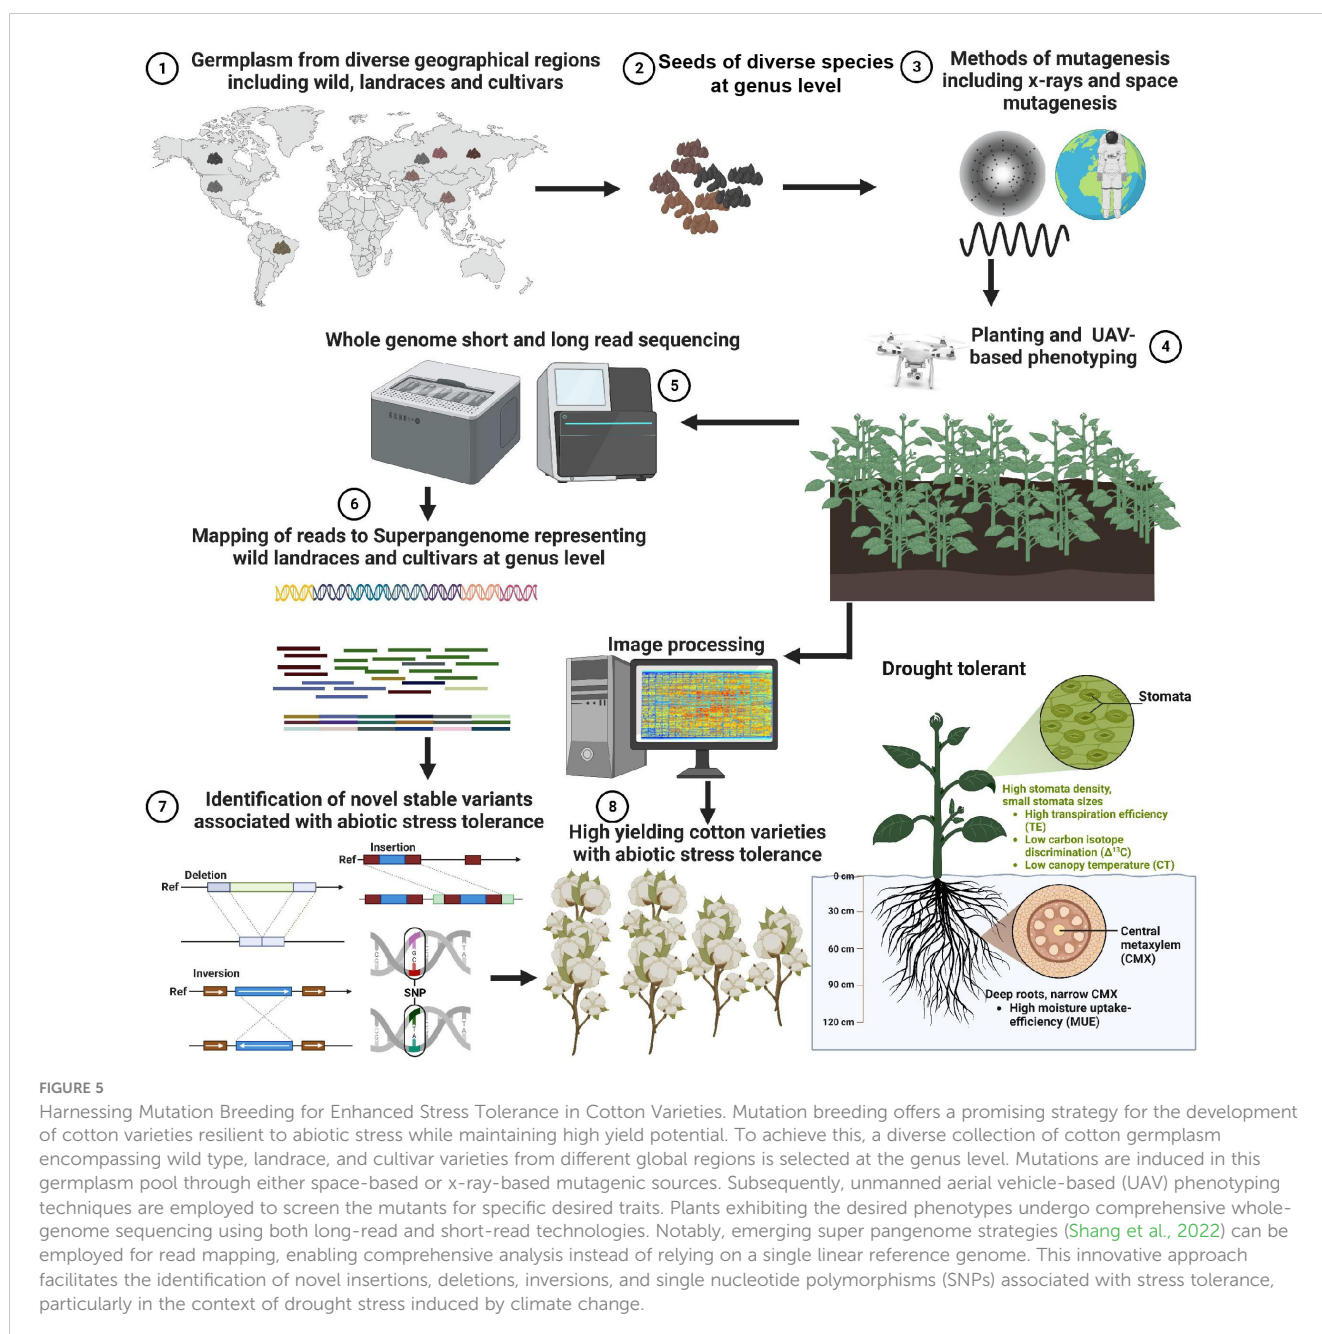 1
Germplasm from diverse geographical regions
including wild, landraces and cultivars
2
Seeds of diverse species
at genus level
3
Methods of mutagenesis
including x-rays and space
mutagenesis
Planting and UAV-
based phenotyping
4
Whole genome short and long read sequencing
5
6
Mapping of reads to Superpangenome representing
wild landraces and cultivars at genus level
Image processing
7
Identification of novel stable variants
associated with abiotic stress tolerance
Deletion
Ref
Insertion
Ref
Inversion
Ref
G C
SNP
T A
8
High yielding cotton varieties
with abiotic stress tolerance
Drought tolerant
Stomata
High stomata density,
small stomata sizes
• High transpiration efficiency
(TE)
• Low carbon isotope
discrimination (Δ¹³C)
• Low canopy temperature (CT)
0 cm
30 cm
60 cm
90 cm
120 cm
Central
metaxylem
(CMX)
Deep roots, narrow CMX
• High moisture uptake-
efficiency (MUE)
FIGURE 5
Harnessing Mutation Breeding for Enhanced Stress Tolerance in Cotton Varieties. Mutation breeding offers a promising strategy for the development
of cotton varieties resilient to abiotic stress while maintaining high yield potential. To achieve this, a diverse collection of cotton germplasm
encompassing wild type, landrace, and cultivar varieties from different global regions is selected at the genus level. Mutations are induced in this
germplasm pool through either space-based or x-ray-based mutagenic sources. Subsequently, unmanned aerial vehicle-based (UAV) phenotyping
techniques are employed to screen the mutants for specific desired traits. Plants exhibiting the desired phenotypes undergo comprehensive whole-
genome sequencing using both long-read and short-read technologies. Notably, emerging super pangenome strategies (Shang et al., 2022) can be
employed for read mapping, enabling comprehensive analysis instead of relying on a single linear reference genome. This innovative approach
facilitates the identification of novel insertions, deletions, inversions, and single nucleotide polymorphisms (SNPs) associated with stress tolerance,
particularly in the context of drought stress induced by climate change.